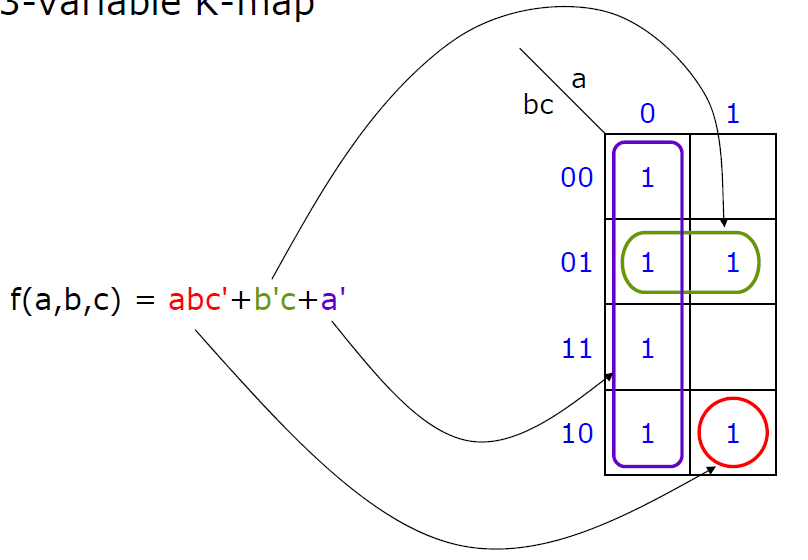 3-variable K-map
a
bc
0 1
00 1
01 1 1
f(a,b,c) = abc'+b'c+a'
11 1
10 1 1